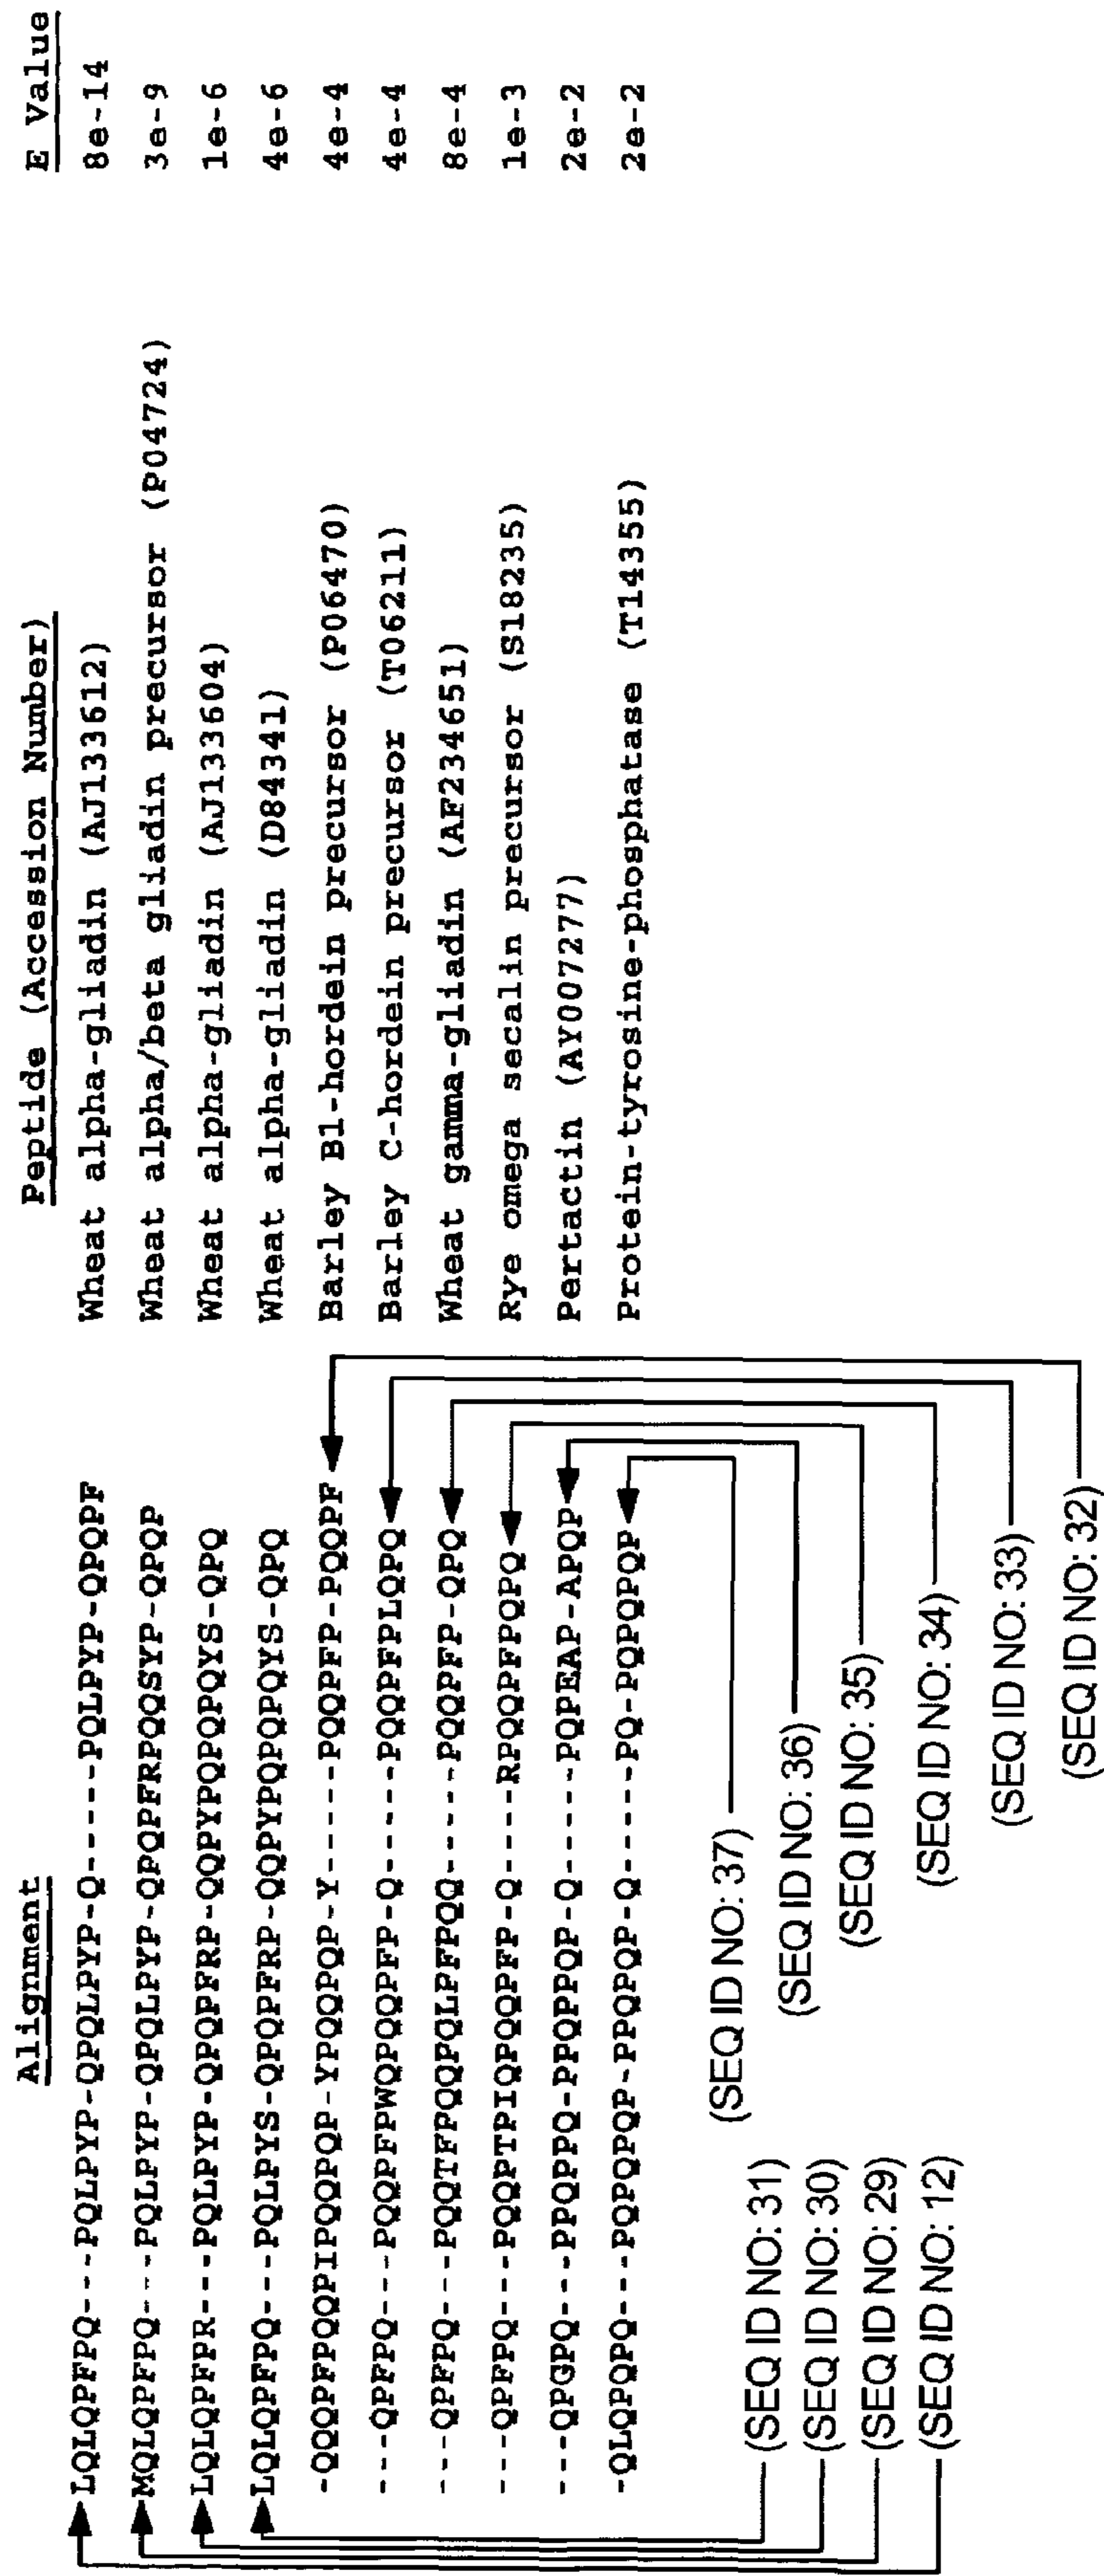 Alignment Peptide (Accession Number) E Value
LQLQPFPQ---PQLPYP-QPQLPYP-Q-----PQLPYP-QPQPF Wheat alpha-gliadin (AJ133612) 8e-14
MQLQPFPQ---PQLPYP-QPQLPYP-QPQPFRPQQSYP-QPQP Wheat alpha/beta gliadin precursor (P04724) 3e-9
LQLQPFPR---PQLPYP-QPQPFRP-QQPYPQPQPQYS-QPQ Wheat alpha-gliadin (AJ133604) 1e-6
LQLQPFPQ---PQLPYS-QPQPFRP-QQPYPQPQPQYS-QPQ Wheat alpha-gliadin (D84341) 4e-6
-QQQPFPQQPIPQQPQP-YPQQPQP-Y-----PQQPFP-PQQPF Barley B1-hordein precursor (P06470) 4e-4
---QPFPQ---PQQPFPWQPQQPFP-Q-----PQQPFPLQPQ Barley C-hordein precursor (T06211) 4e-4
---QPFPQ---PQQTFPQQPQLPFPQQ-----PQQPFP-QPQ Wheat gamma-gliadin (AF234651) 8e-4
---QPFPQ---PQQPTPIQPQQPFP-Q----RPQQPFPQPQ Rye omega secalin precursor (S18235) 1e-3
---QPGPQ---PPQPPQ-PPQPPQP-Q-----PQPEAP-APQP Pertactin (AY007277) 2e-2
-QLQPQPQ---PQPQPQP-PPQPQP-Q-----PQ-PQPQPQP Protein-tyrosine-phosphatase (T14355) 2e-2
(SEQ ID NO: 37)
(SEQ ID NO: 31)
(SEQ ID NO: 36)
(SEQ ID NO: 30)
(SEQ ID NO: 35)
(SEQ ID NO: 29)
(SEQ ID NO: 34)
(SEQ ID NO: 12)
(SEQ ID NO: 33)
(SEQ ID NO: 32)